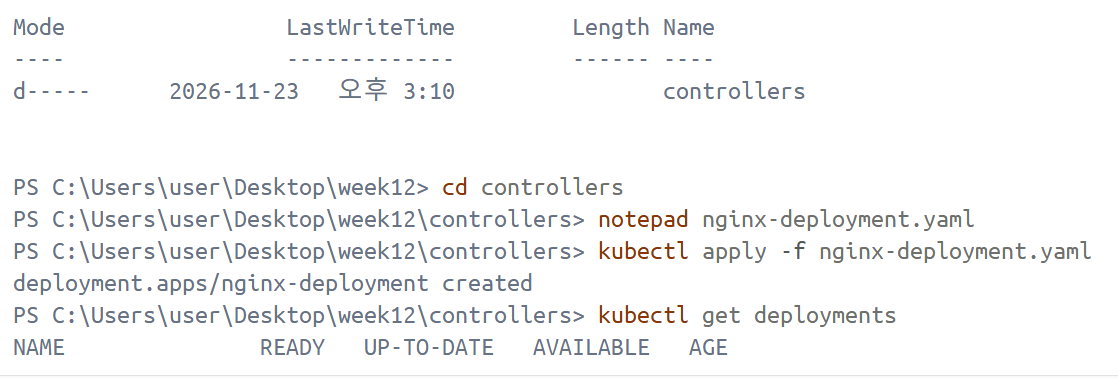 Mode                 LastWriteTime         Length Name
----                 -------------         ------ ----
d-----      2026-11-23   오후 3:10                controllers
PS C:\Users\user\Desktop\week12> cd controllers
PS C:\Users\user\Desktop\week12\controllers> notepad nginx-deployment.yaml
PS C:\Users\user\Desktop\week12\controllers> kubectl apply -f nginx-deployment.yaml
deployment.apps/nginx-deployment created
PS C:\Users\user\Desktop\week12\controllers> kubectl get deployments
NAME               READY   UP-TO-DATE   AVAILABLE   AGE